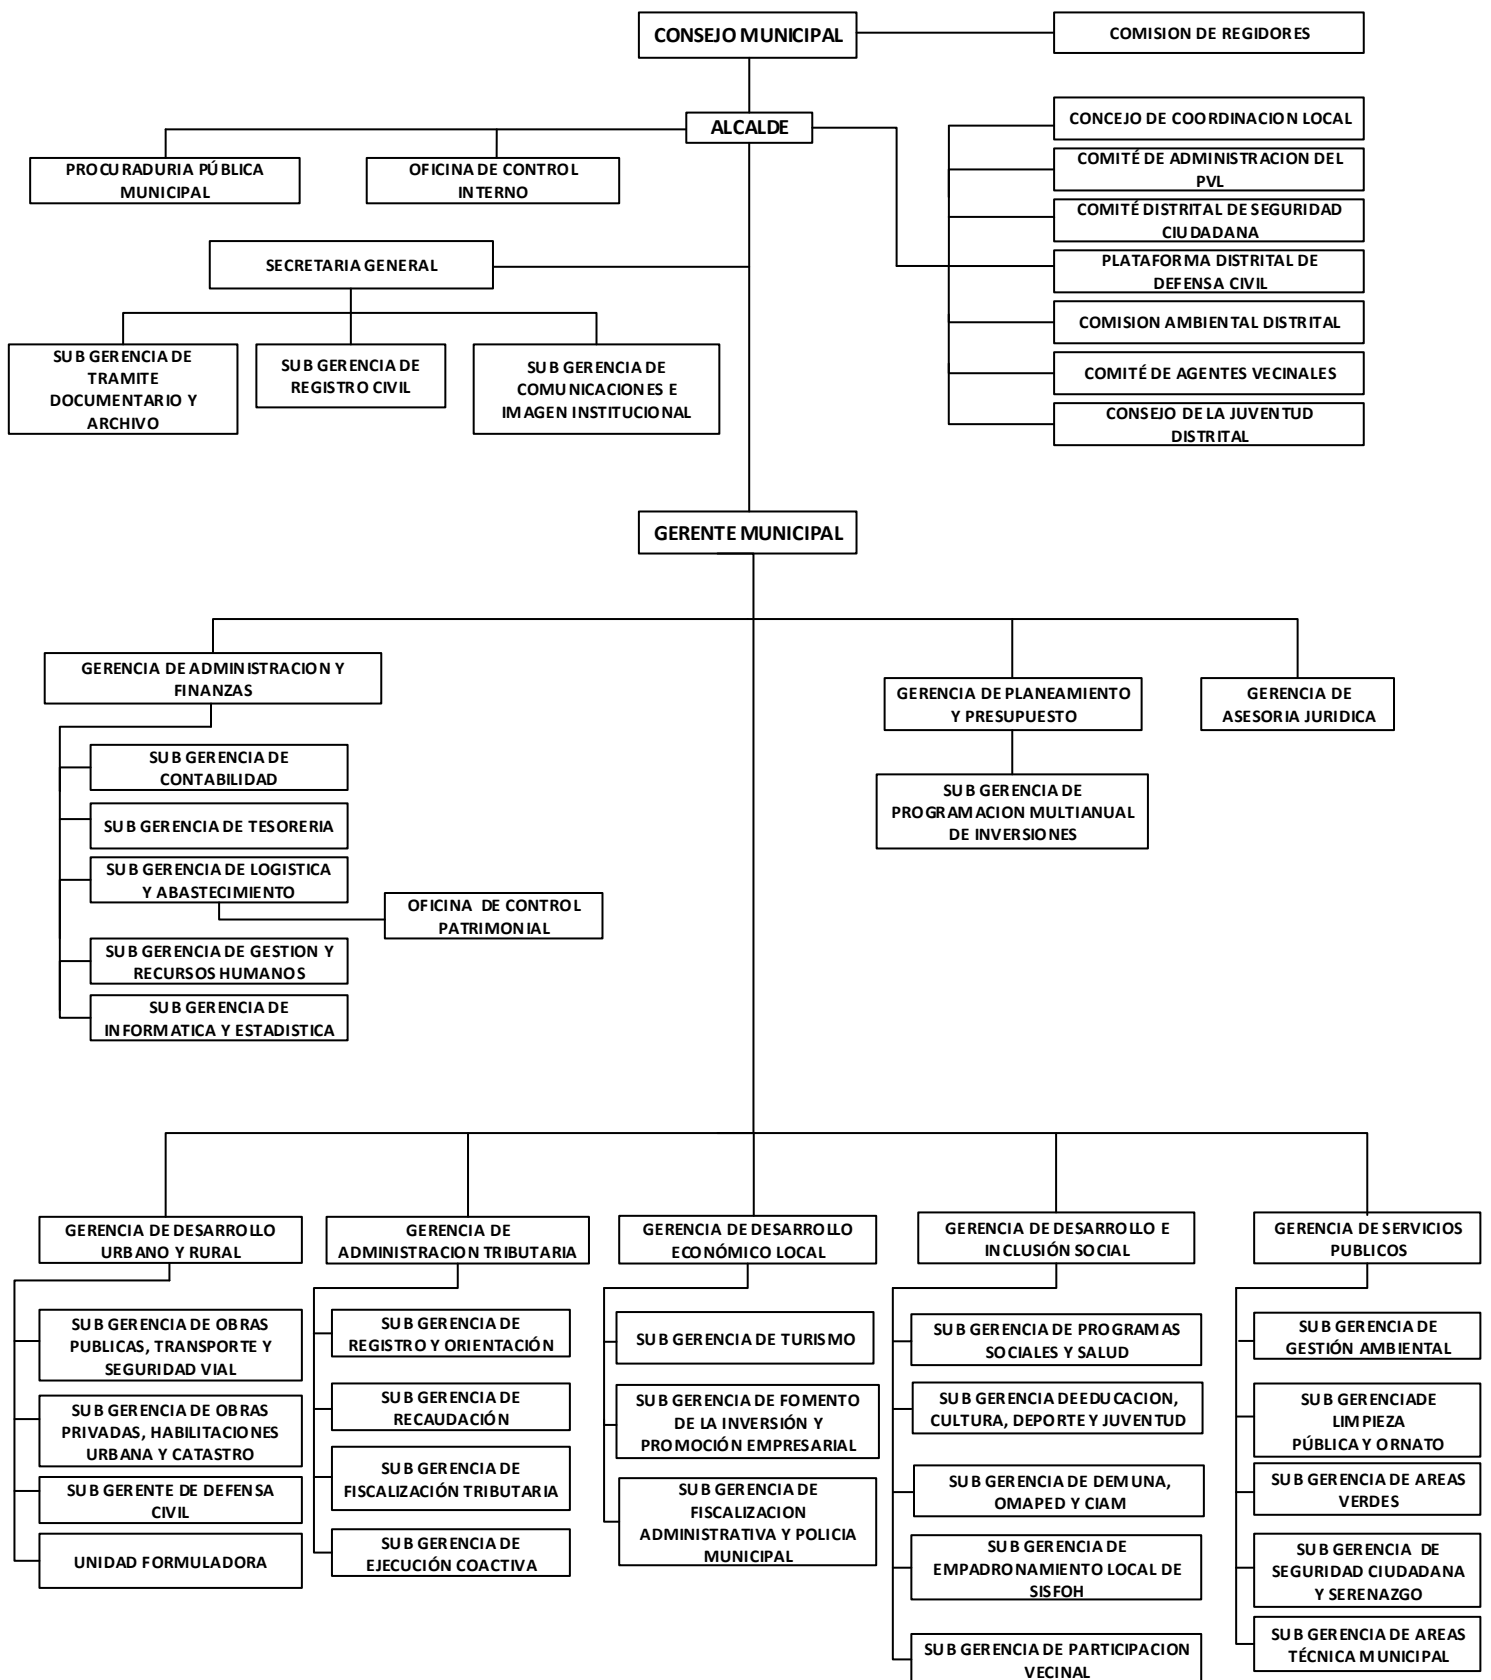 CONSEJO MUNICIPAL
COMISION DE REGIDORES
ALCALDE
PROCURADURIA PÚBLICA
MUNICIPAL
OFICINA DE CONTROL
INTERNO
CONCEJO DE COORDINACION LOCAL
COMITÉ DE ADMINISTRACION DEL
PVL
COMITÉ DISTRITAL DE SEGURIDAD
CIUDADANA
PLATAFORMA DISTRITAL DE
DEFENSA CIVIL
COMISION AMBIENTAL DISTRITAL
COMITÉ DE AGENTES VECINALES
CONSEJO DE LA JUVENTUD
DISTRITAL
SECRETARIA GENERAL
SUB GERENCIA DE
TRAMITE
DOCUMENTARIO Y
ARCHIVO
SUB GERENCIA DE
REGISTRO CIVIL
SUB GERENCIA DE
COMUNICACIONES E
IMAGEN INSTITUCIONAL
GERENTE MUNICIPAL
GERENCIA DE ADMINISTRACION Y
FINANZAS
SUB GERENCIA DE
CONTABILIDAD
SUB GERENCIA DE TESORERIA
SUB GERENCIA DE LOGISTICA
Y ABASTECIMIENTO
OFICINA DE CONTROL
PATRIMONIAL
SUB GERENCIA DE GESTION Y
RECURSOS HUMANOS
SUB GERENCIA DE
INFORMATICA Y ESTADISTICA
GERENCIA DE PLANEAMIENTO
Y PRESUPUESTO
SUB GERENCIA DE
PROGRAMACION MULTIANUAL
DE INVERSIONES
GERENCIA DE
ASESORIA JURIDICA
GERENCIA DE DESARROLLO
URBANO Y RURAL
SUB GERENCIA DE OBRAS
PUBLICAS, TRANSPORTE Y
SEGURIDAD VIAL
SUB GERENCIA DE OBRAS
PRIVADAS, HABILITACIONES
URBANA Y CATASTRO
SUB GERENTE DE DEFENSA
CIVIL
UNIDAD FORMULADORA
GERENCIA DE
ADMINISTRACION TRIBUTARIA
SUB GERENCIA DE
REGISTRO Y ORIENTACIÓN
SUB GERENCIA DE
RECAUDACIÓN
SUB GERENCIA DE
FISCALIZACIÓN TRIBUTARIA
SUB GERENCIA DE
EJECUCIÓN COACTIVA
GERENCIA DE DESARROLLO
ECONÓMICO LOCAL
SUB GERENCIA DE TURISMO
SUB GERENCIA DE FOMENTO
DE LA INVERSIÓN Y
PROMOCIÓN EMPRESARIAL
SUB GERENCIA DE
FISCALIZACION
ADMINISTRATIVA Y POLICIA
MUNICIPAL
GERENCIA DE DESARROLLO E
INCLUSIÓN SOCIAL
SUB GERENCIA DE PROGRAMAS
SOCIALES Y SALUD
SUB GERENCIA DE EDUCACION,
CULTURA, DEPORTE Y JUVENTUD
SUB GERENCIA DE DEMUNA,
OMAPED Y CIAM
SUB GERENCIA DE
EMPADRONAMIENTO LOCAL DE
SISFOH
SUB GERENCIA DE PARTICIPACION
VECINAL
GERENCIA DE SERVICIOS
PUBLICOS
SUB GERENCIA DE
GESTIÓN AMBIENTAL
SUB GERENCIADE
LIMPIEZA
PÚBLICA Y ORNATO
SUB GERENCIA DE AREAS
VERDES
SUB GERENCIA DE
SEGURIDAD CIUDADANA
Y SERENAZGO
SUB GERENCIA DE AREAS
TÉCNICA MUNICIPAL